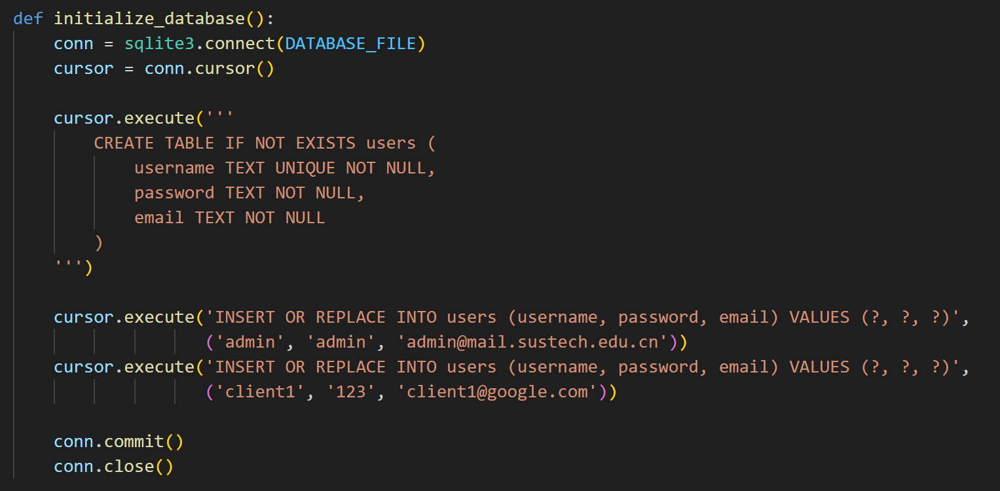 def initialize_database():
    conn = sqlite3.connect(DATABASE_FILE)
    cursor = conn.cursor()

    cursor.execute('''
        CREATE TABLE IF NOT EXISTS users (
            username TEXT UNIQUE NOT NULL,
            password TEXT NOT NULL,
            email TEXT NOT NULL
        )
    ''')

    cursor.execute('INSERT OR REPLACE INTO users (username, password, email) VALUES (?, ?, ?)',
                   ('admin', 'admin', 'admin@mail.sustech.edu.cn'))
    cursor.execute('INSERT OR REPLACE INTO users (username, password, email) VALUES (?, ?, ?)',
                   ('client1', '123', 'client1@google.com'))

    conn.commit()
    conn.close()